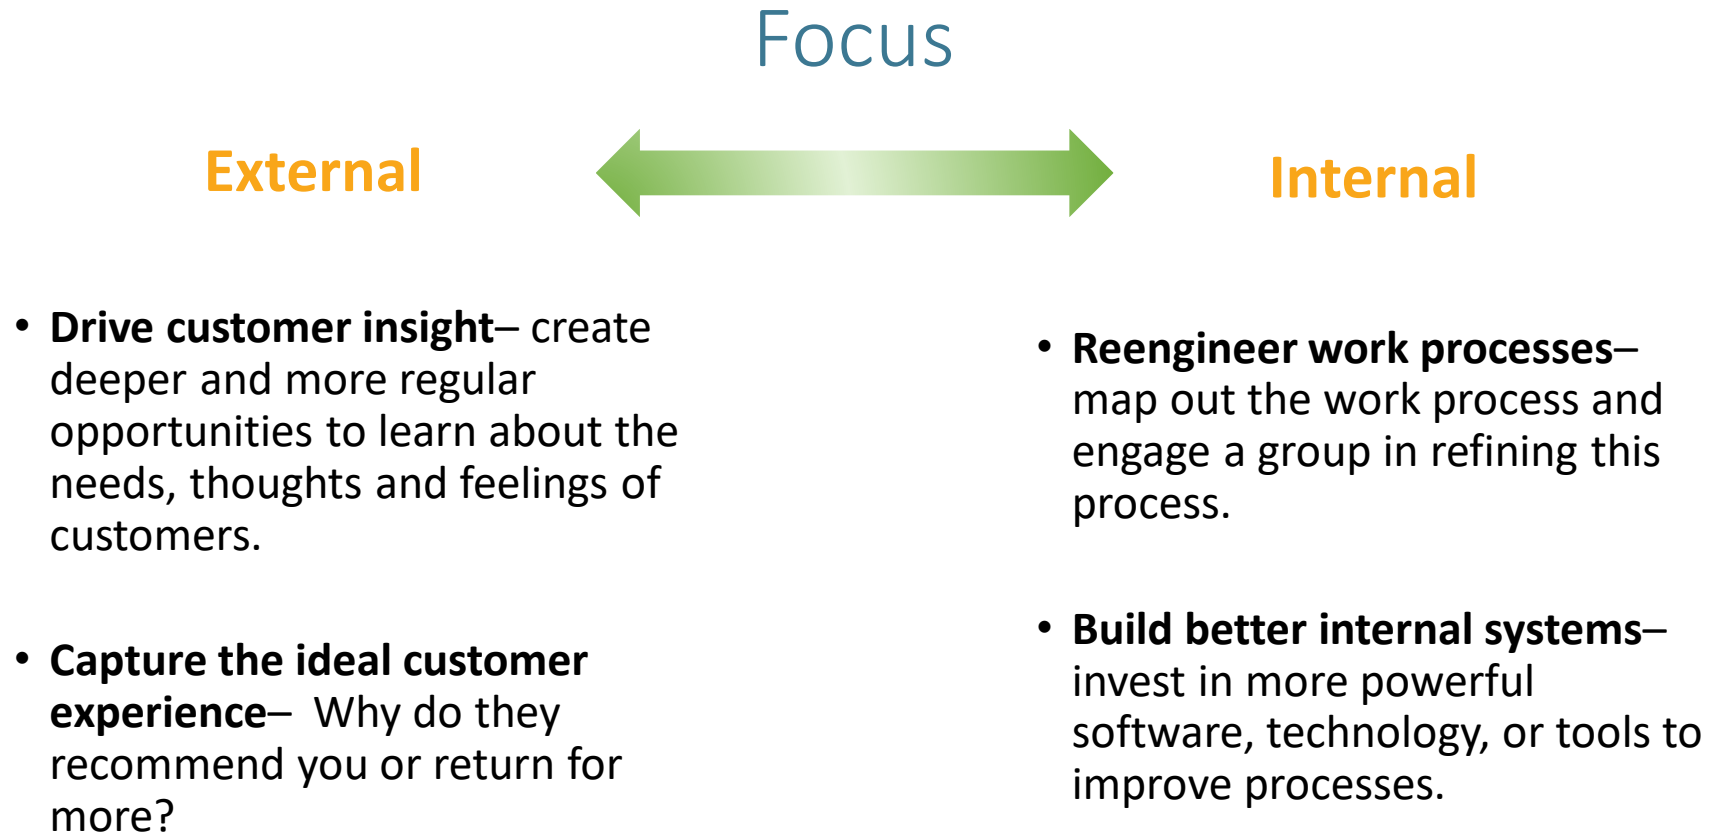 Focus
External
Internal
• Drive customer insight– create
deeper and more regular
opportunities to learn about the
needs, thoughts and feelings of
customers.
• Capture the ideal customer
experience–  Why do they
recommend you or return for
more?
• Reengineer work processes–
map out the work process and
engage a group in refining this
process.
• Build better internal systems–
invest in more powerful
software, technology, or tools to
improve processes.